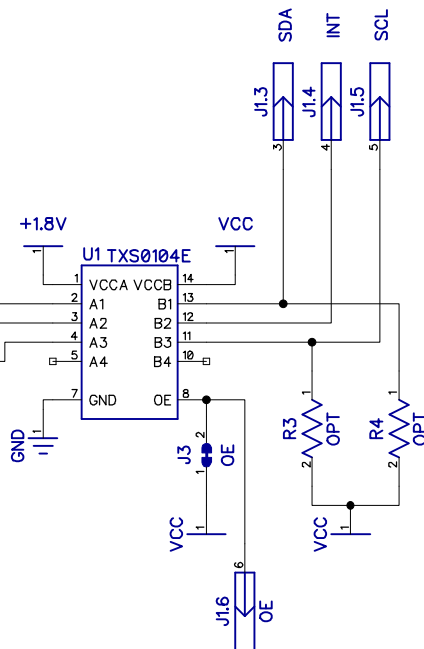 SDA
INT
SCL
J1.3
J1.4
J1.5
3
4
5
+1.8V
VCC
1
1
U1 TXS0104E
1 VCCA VCCB 14
2 A1 B1 13
3 A2 B2 12
4 A3 B3 11
5 A4 B4 10
7 GND OE 8
GND
1
J3
2
1
OE
VCC
1
R3
OPT
1
2
R4
OPT
1
2
VCC
1
6
J1.6
OE